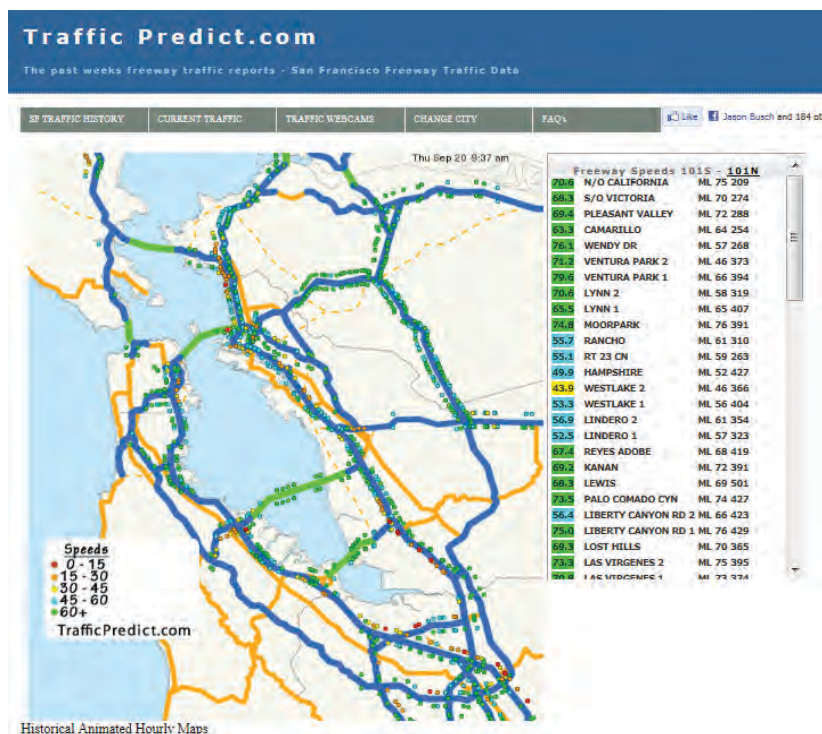 Traffic Predict.com
The past weeks freeway traffic reports - San Francisco Freeway Traffic Data
SF TRAFFIC HISTORY CURRENT TRAFFIC TRAFFIC WEBCAMS CHANGE CITY FAQ's Like Jason Busch and 184 ot
Thu Sep 20 9:37 am
Freeway Speeds 101S - 101N
70.6 N/O CALIFORNIA ML 75 209
68.3 S/O VICTORIA ML 70 274
69.4 PLEASANT VALLEY ML 72 288
63.3 CAMARILLO ML 64 254
76.1 WENDY DR ML 57 268
71.2 VENTURA PARK 2 ML 46 373
79.6 VENTURA PARK 1 ML 66 394
70.6 LYNN 2 ML 58 319
65.5 LYNN 1 ML 65 407
74.8 MOORPARK ML 76 391
55.7 RANCHO ML 61 310
55.1 RT 23 CN ML 59 263
49.9 HAMPSHIRE ML 52 427
43.9 WESTLAKE 2 ML 46 366
53.3 WESTLAKE 1 ML 56 404
56.9 LINDERO 2 ML 61 354
52.5 LINDERO 1 ML 57 323
67.4 REYES ADOBE ML 68 419
69.2 KANAN ML 72 391
68.3 LEWIS ML 69 501
73.5 PALO COMADO CYN ML 74 427
56.4 LIBERTY CANYON RD 2 ML 66 423
75.0 LIBERTY CANYON RD 1 ML 76 429
69.3 LOST HILLS ML 70 365
73.3 LAS VIRGENES 2 ML 75 395
70.8 LAS VIRGENES 1 ML 73 374
Speeds
0 - 15
15 - 30
30 - 45
45 - 60
60+
TrafficPredict.com
Historical Animated Hourly Maps